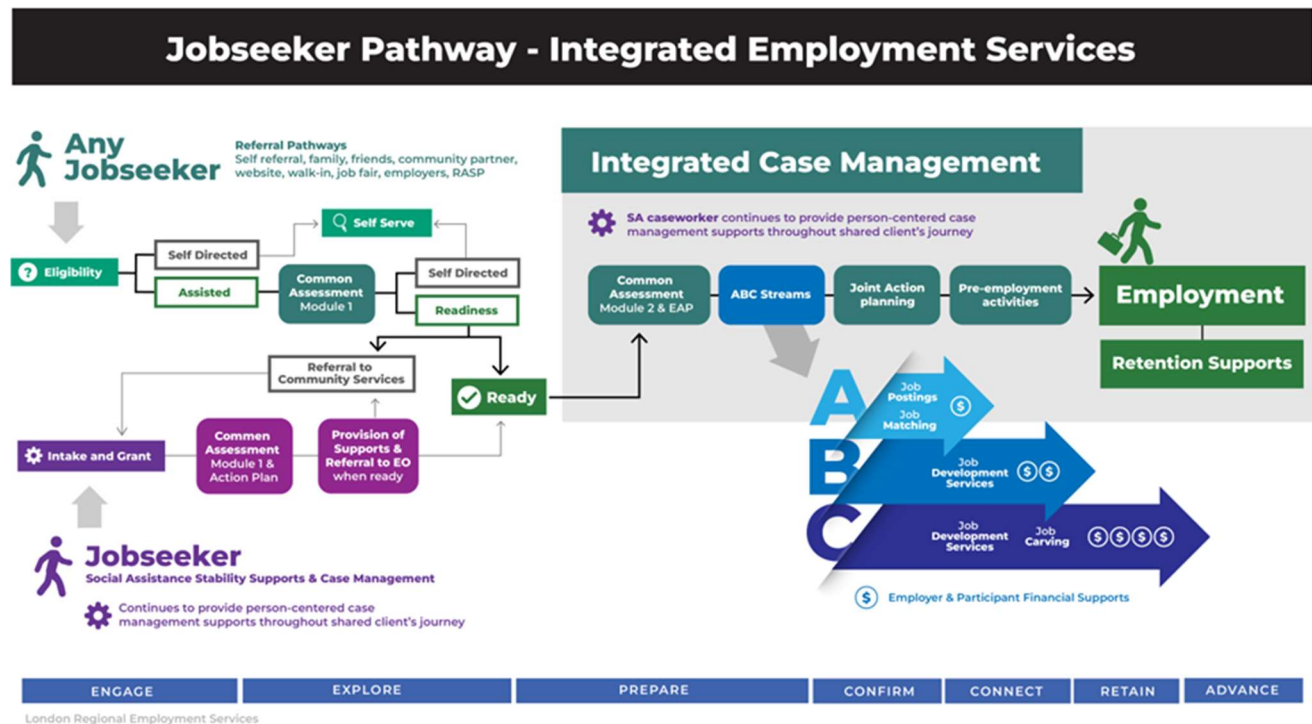 Jobseeker Pathway - Integrated Employment Services
Any
Jobseeker
Referral Pathways
Self referral, family, friends, community partner,
website, walk-in, job fair, employers, RASP
Integrated Case Management
SA caseworker continues to provide person-centered case
management supports throughout shared client's journey
Self Serve
? Eligibility
Self Directed
Assisted
Common
Assessment
Module 1
Self Directed
Readiness
Common
Assessment
Module 2 & EAP
ABC Streams
Joint Action
planning
Pre-employment
activities
Employment
Retention Supports
Referral to
Community Services
Ready
Intake and Grant
Commen
Assessment
Module 1 &
Action Plan
Provision of
Supports &
Referral to EO
when ready
A
Job
Postings
Job
Matching
$
B
Job
Development
Services
$ $
C
Job
Development
Services
Job
Carving
$ $ $ $
$ Employer & Participant Financial Supports
Jobseeker
Social Assistance Stability Supports & Case Management
Continues to provide person-centered case
management supports throughout shared client's journey
ENGAGE
EXPLORE
PREPARE
CONFIRM
CONNECT
RETAIN
ADVANCE
London Regional Employment Services